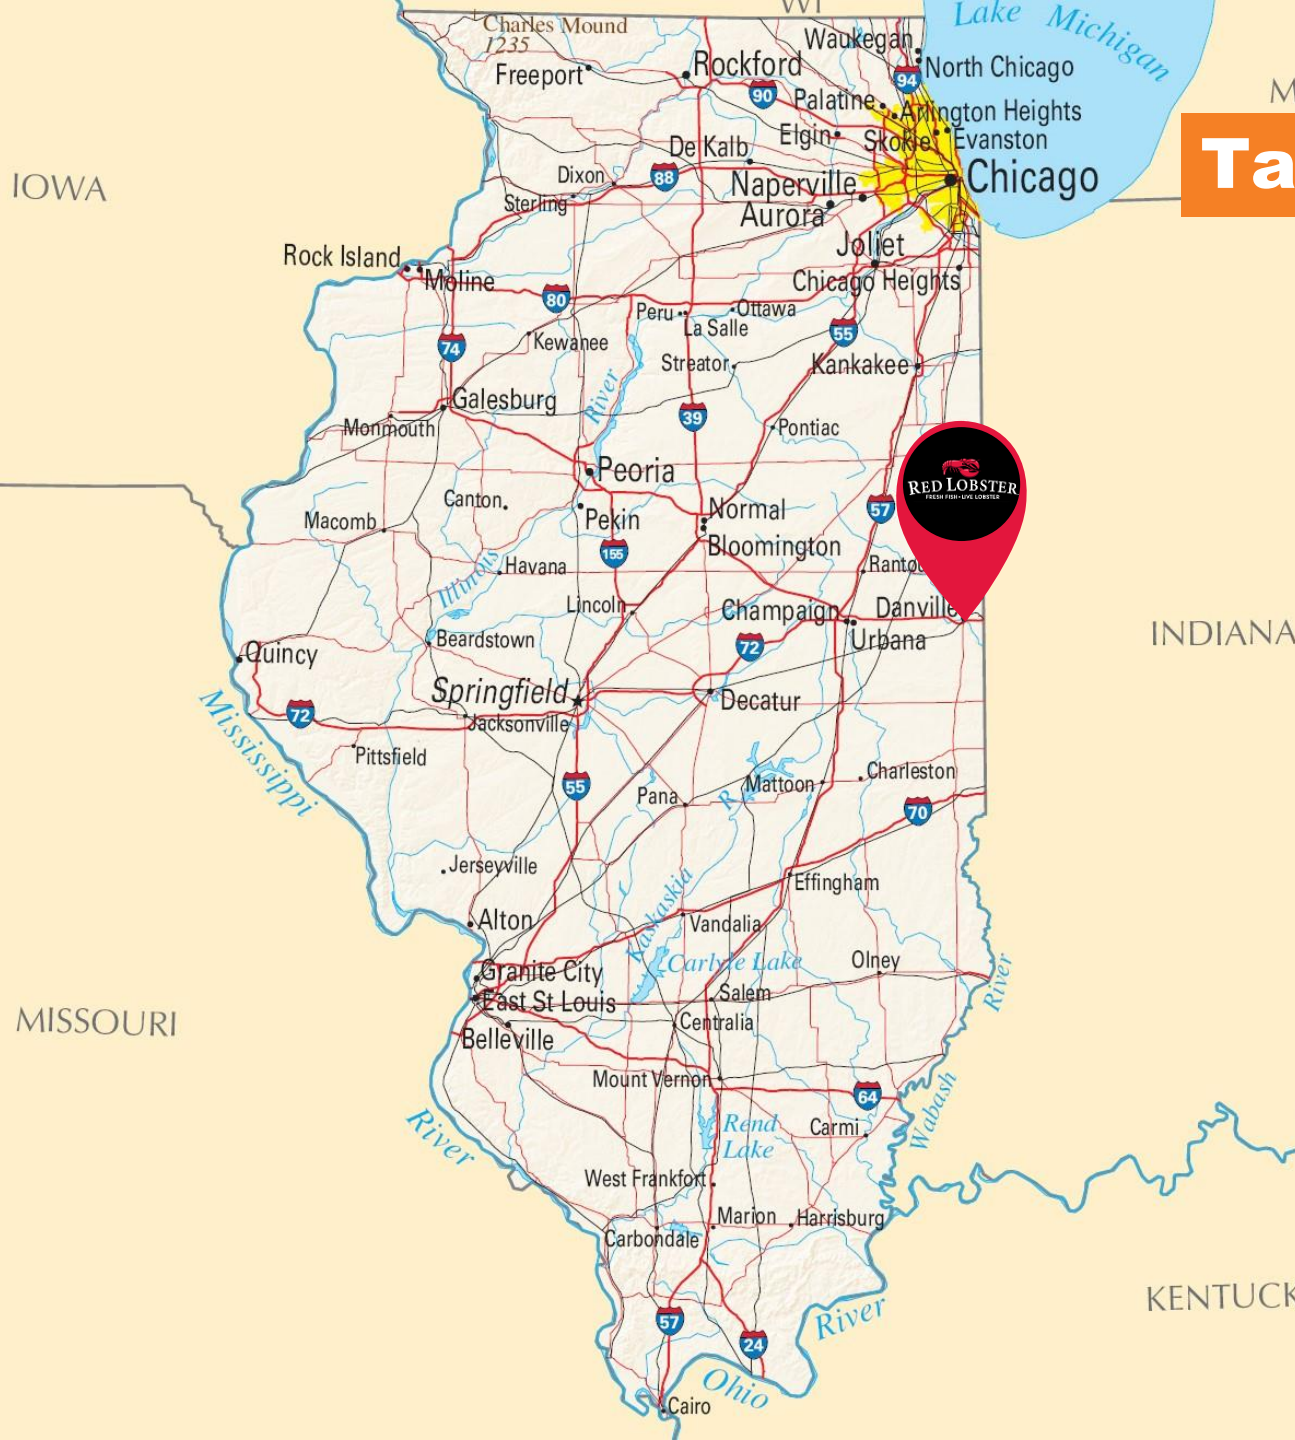 WI
Lake Michigan
Charles Mound
1235
Waukegan
Freeport
Rockford
94
North Chicago
90
Palatine
Arlington Heights
Elgin
Skokie
Evanston
De Kalb
Ta
IOWA
Dixon
88
Naperville
Chicago
Sterling
Aurora
Joliet
Rock Island
Moline
Chicago Heights
80
Peru
Ottawa
La Salle
55
Kewanee
74
Streator
Kankakee
River
Galesburg
39
Monmouth
Pontiac
Peoria
RED LOBSTER
FRESH FISH • LIVE LOBSTER
Canton
Normal
57
Macomb
Pekin
Bloomington
155
Havana
Illinois
Lincoln
Champaign
Danville
Beardstown
Urbana
72
INDIANA
Quincy
Springfield
Decatur
72
Jacksonville
Mississippi
Pittsfield
Mattoon
Charleston
55
Pana
R.
70
Jerseyville
Effingham
Kaskaskia
Alton
Vandalia
Carlyle Lake
Olney
Granite City
River
East St Louis
Salem
MISSOURI
Centralia
Belleville
Mount Vernon
64
Wabash
River
Rend
Lake
Carmi
West Frankfort
Marion
Harrisburg
Carbondale
57
River
24
Ohio
Cairo